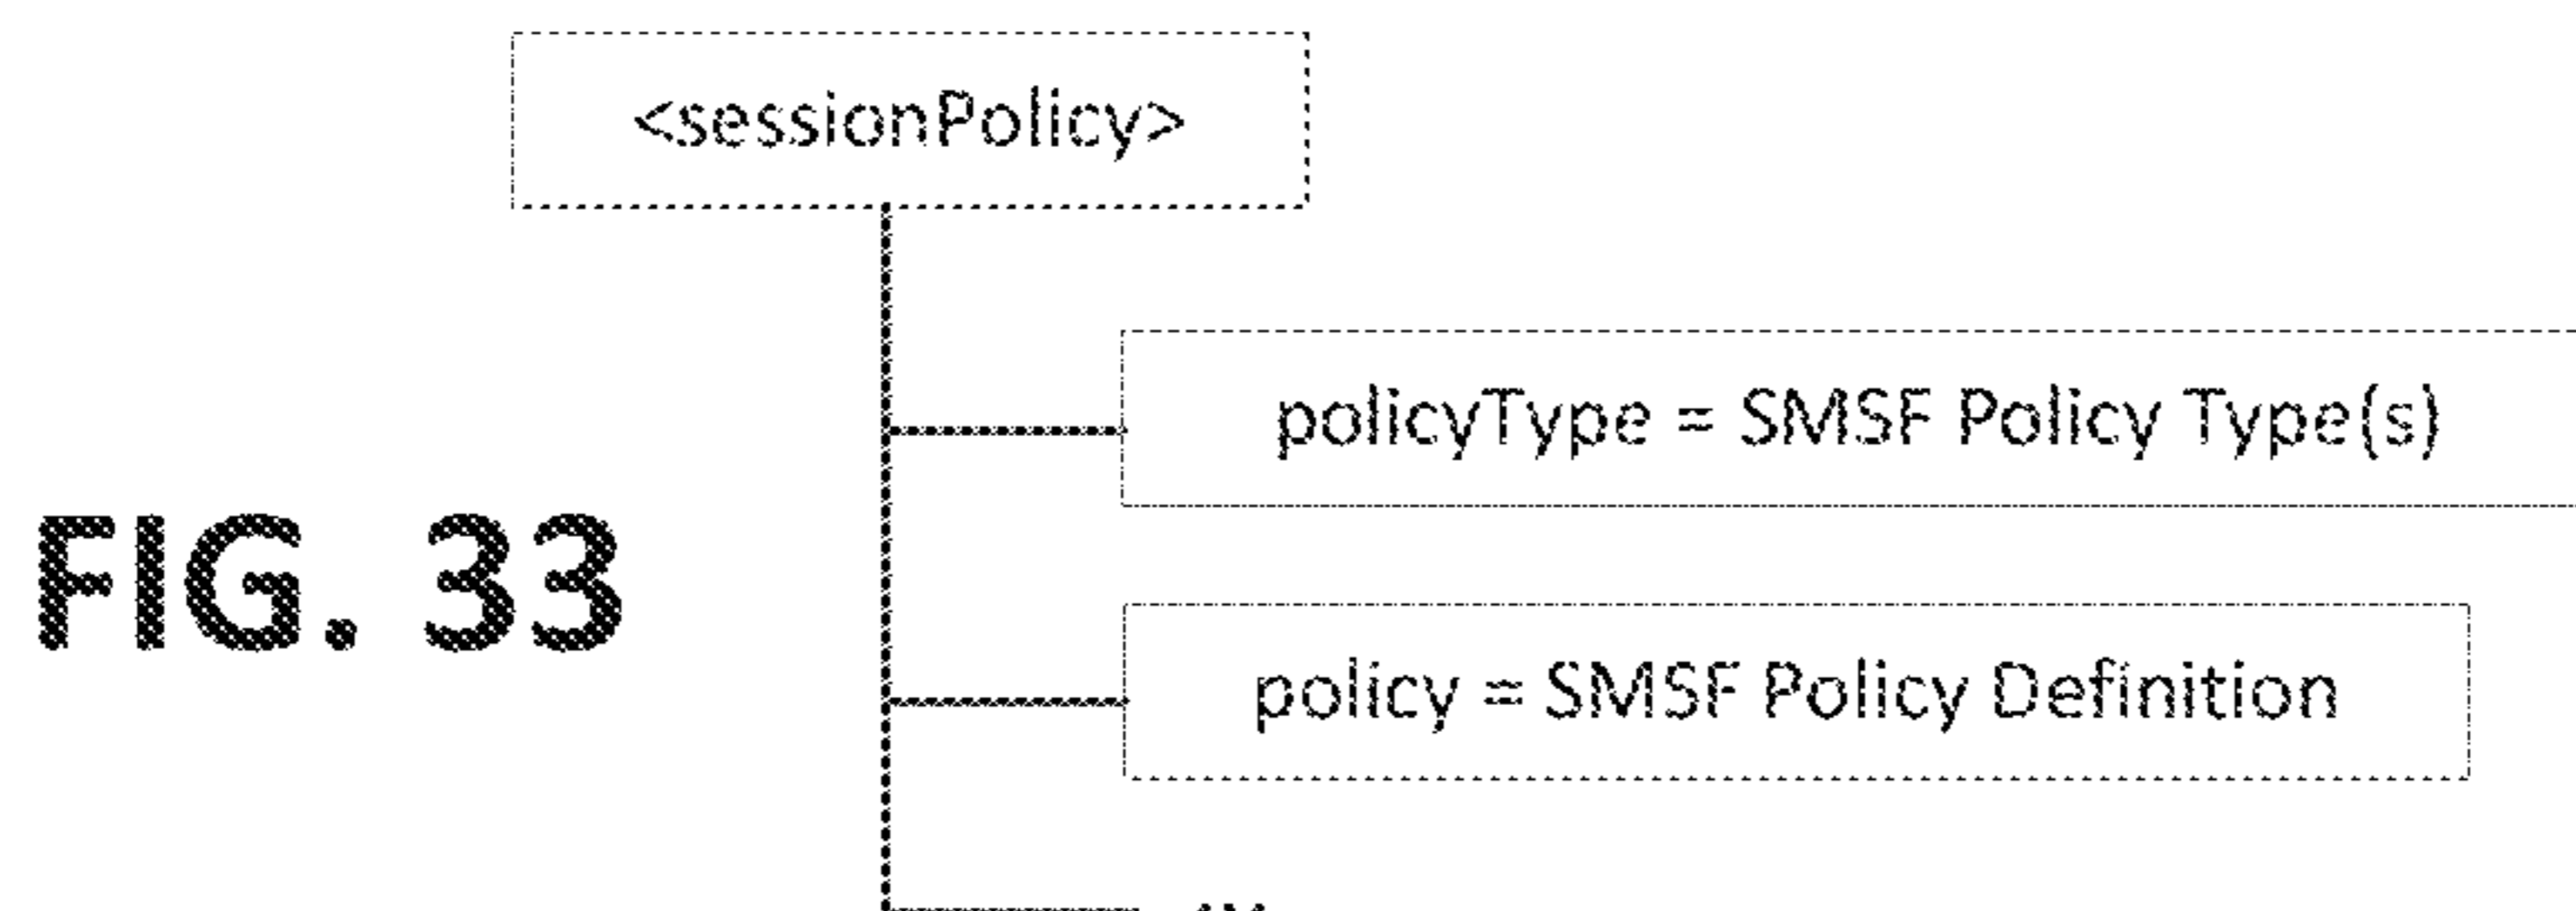 <sessionPolicy>
policyType = SMSF Policy Type(s)
FIG. 33
policy = SMSF Policy Definition